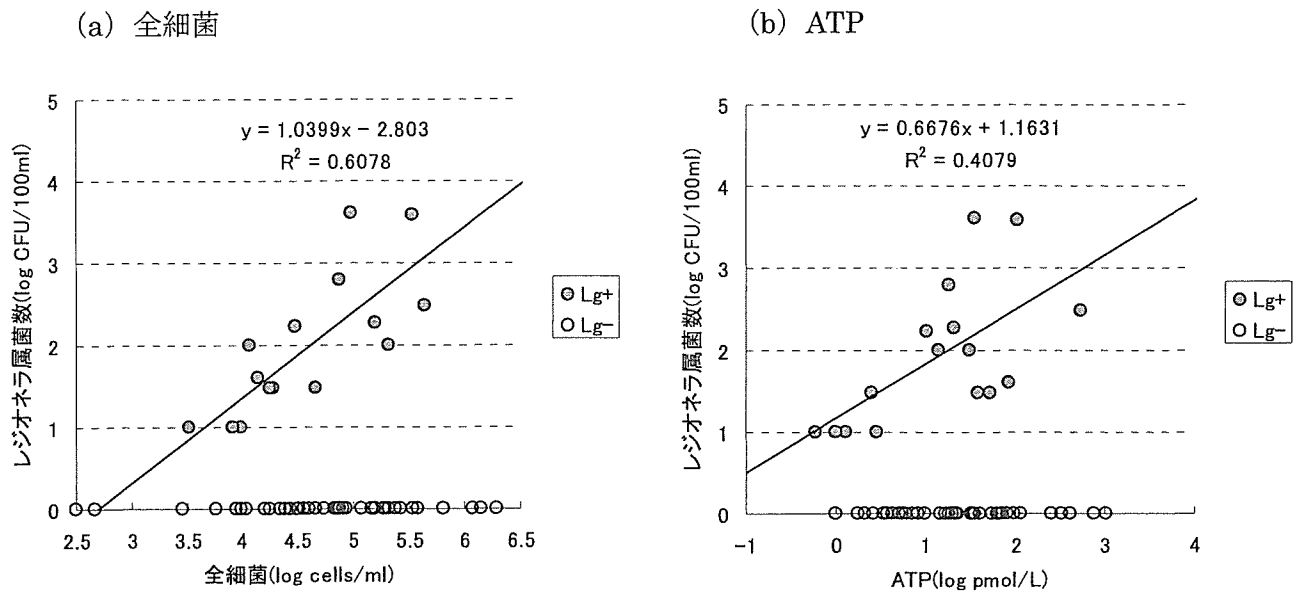 (a) 全細菌
5
4
3
2
1
0
2.5 3 3.5 4 4.5 5 5.5 6 6.5
y = 1.0399x − 2.803
R² = 0.6078
レジオネラ属菌数(log CFU/100ml)
全細菌(log cells/ml)
Lg+
Lg−
(b) ATP
5
4
3
2
1
0
−1 0 1 2 3 4
y = 0.6676x + 1.1631
R² = 0.4079
レジオネラ属菌数(log CFU/100ml)
ATP(log pmol/L)
Lg+
Lg−